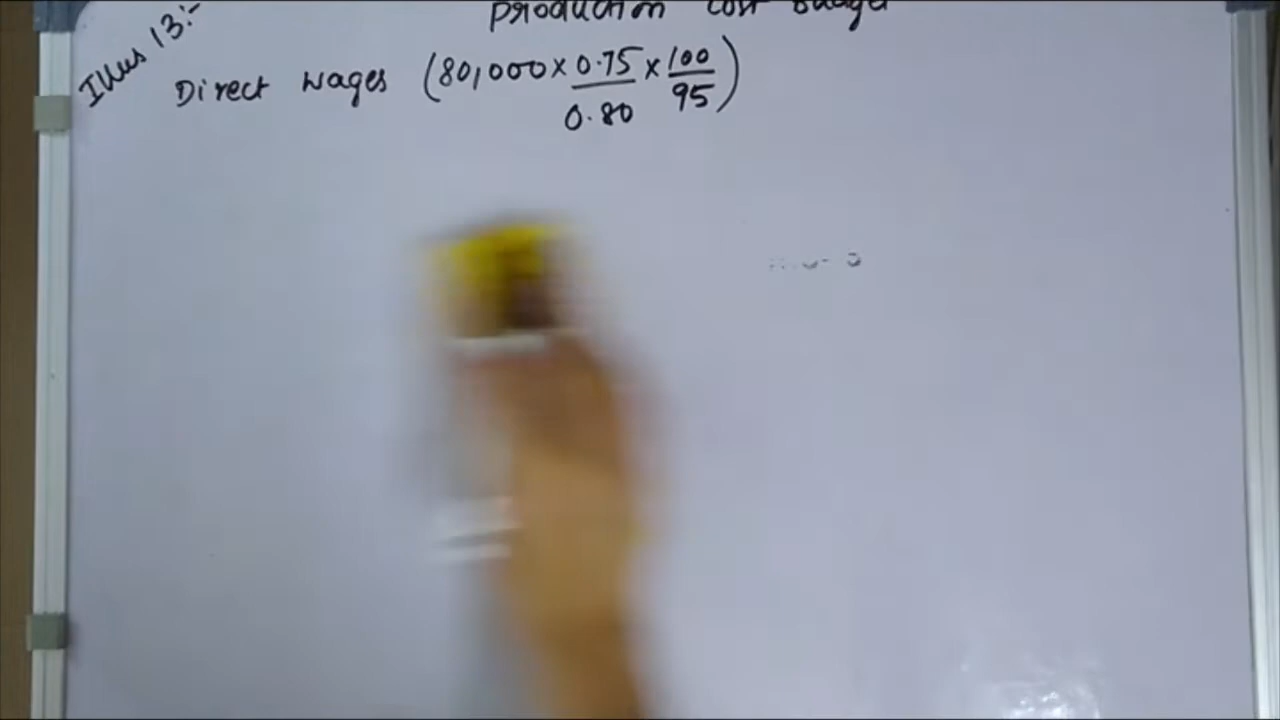 Production Cost Budget
Illus 13:-
Direct wages (80,000 × 0.75/0.80 × 100/95)